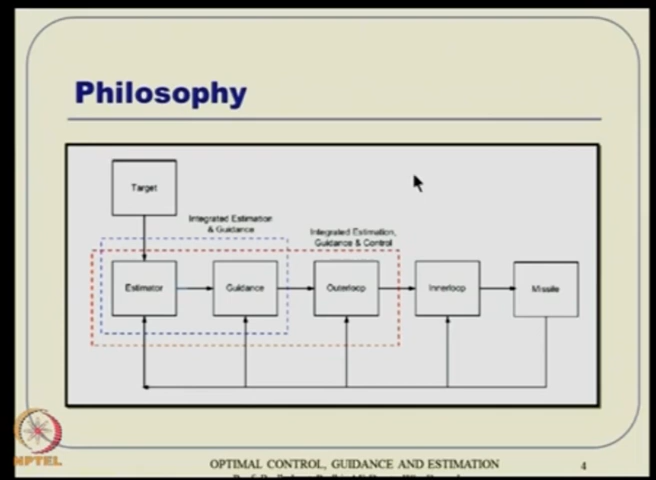 Philosophy
Target
Integrated Estimation
& Guidance
Integrated Estimation,
Guidance & Control
Estimator
Guidance
Outerloop
Innerloop
Missile
NPTEL
OPTIMAL CONTROL, GUIDANCE AND ESTIMATION
4